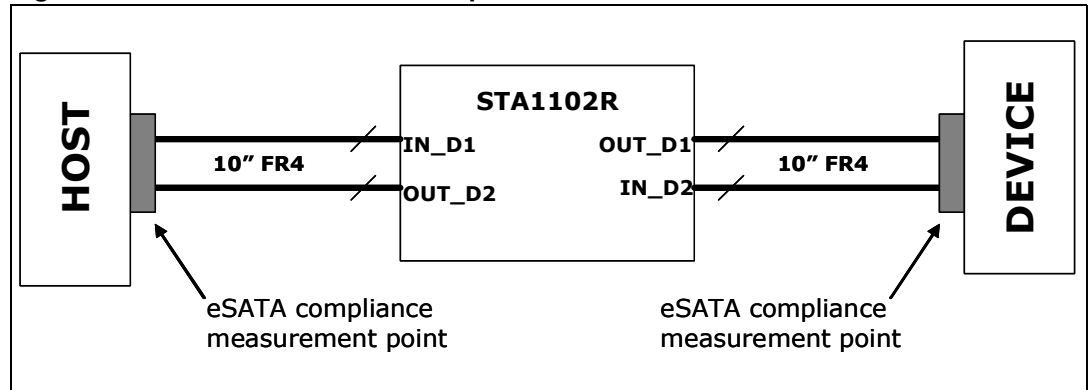 HOST
STA1102R
IN_D1
OUT_D1
10" FR4
10" FR4
OUT_D2
IN_D2
DEVICE
eSATA compliance
measurement point
eSATA compliance
measurement point